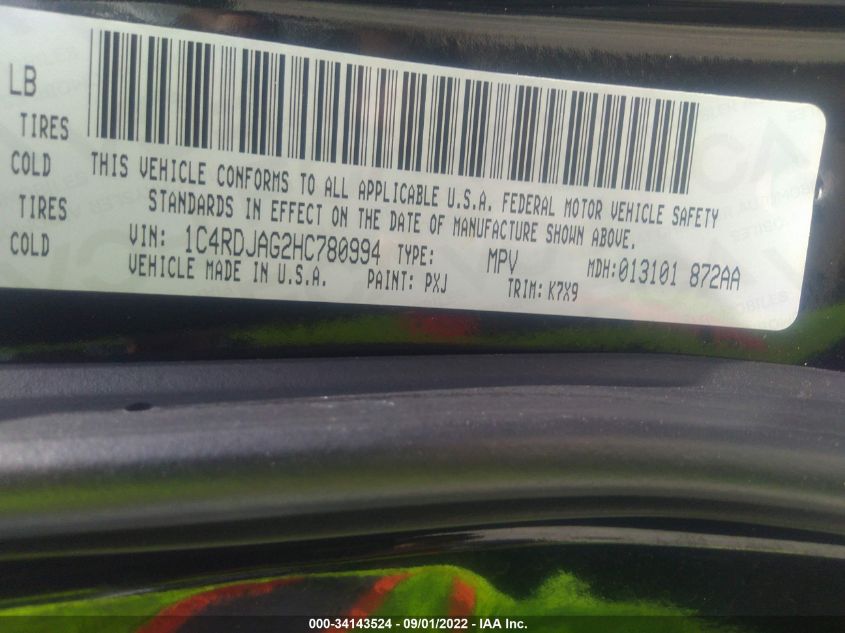 LB
TIRES
COLD
TIRES
COLD
THIS VEHICLE CONFORMS TO ALL APPLICABLE U.S.A. FEDERAL MOTOR VEHICLE SAFETY
STANDARDS IN EFFECT ON THE DATE OF MANUFACTURE SHOWN ABOVE.
VIN: 1C4RDJAG2HC780994 TYPE: MPV MDH:013101 872AA
VEHICLE MADE IN U.S.A. PAINT: PXJ TRIM: K7X9
000-34143524 - 09/01/2022 - IAA Inc.